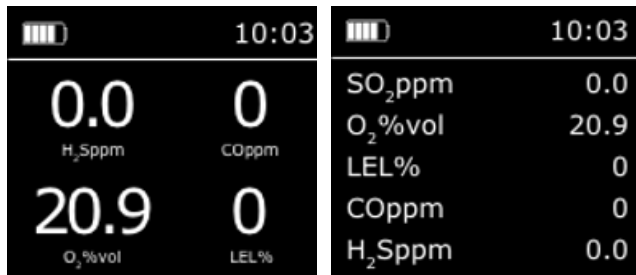 10:03
0.0 0
H₂Sppm COppm
20.9 0
O₂%vol LEL%
10:03
SO₂ppm 0.0
O₂%vol 20.9
LEL% 0
COppm 0
H₂Sppm 0.0